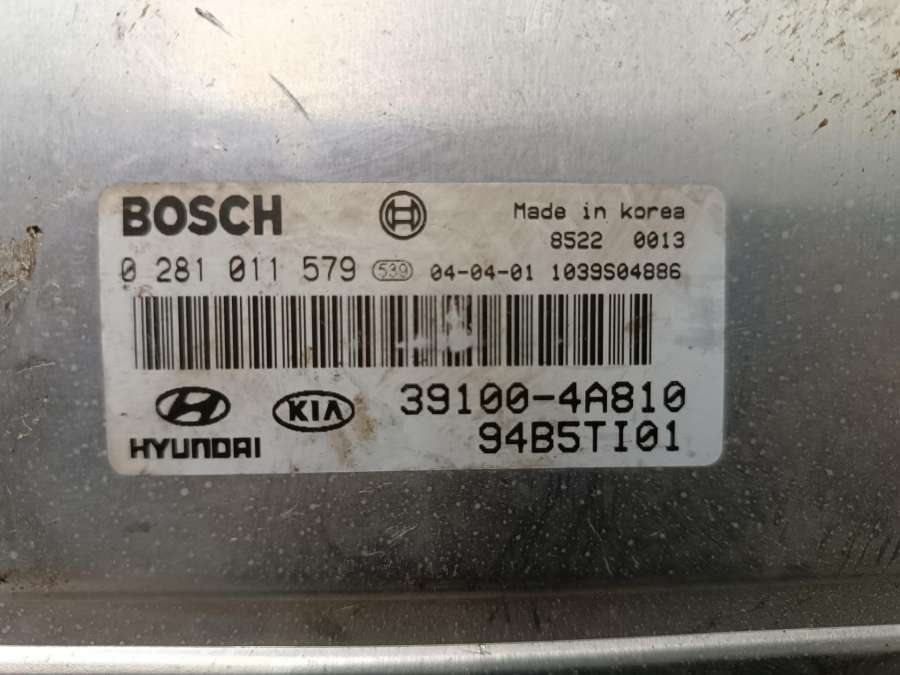 BOSCH Made in Korea
8522 0013
0 281 011 579 539 04-04-01 1039S04886
39100-4A810
HYUNDAI KIA 94B5TI01